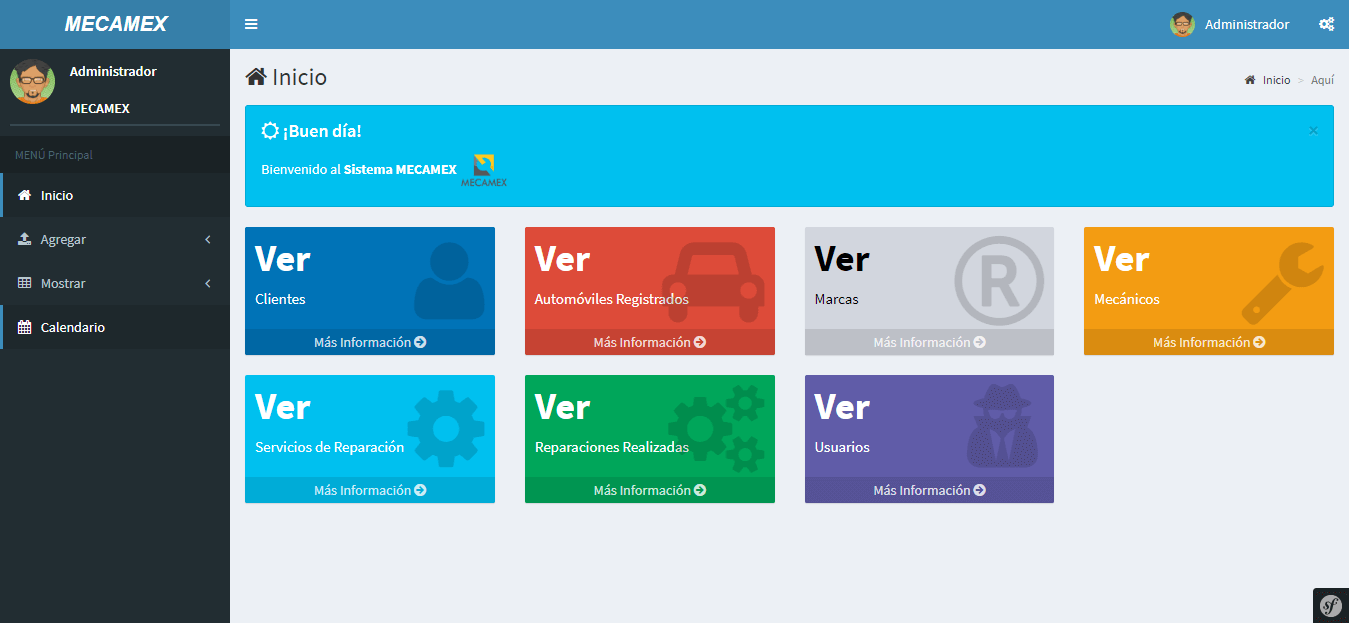 MECAMEX
Administrador
Administrador
MECAMEX
MENÚ Principal
Inicio
Agregar
Mostrar
Calendario
Inicio
Inicio > Aquí
¡Buen día!
×
Bienvenido al Sistema MECAMEX
MECAMEX
Ver
Clientes
Más Información
Ver
Automóviles Registrados
Más Información
Ver
Marcas
R
Más Información
Ver
Mecánicos
Más Información
Ver
Servicios de Reparación
Más Información
Ver
Reparaciones Realizadas
Más Información
Ver
Usuarios
Más Información
sf